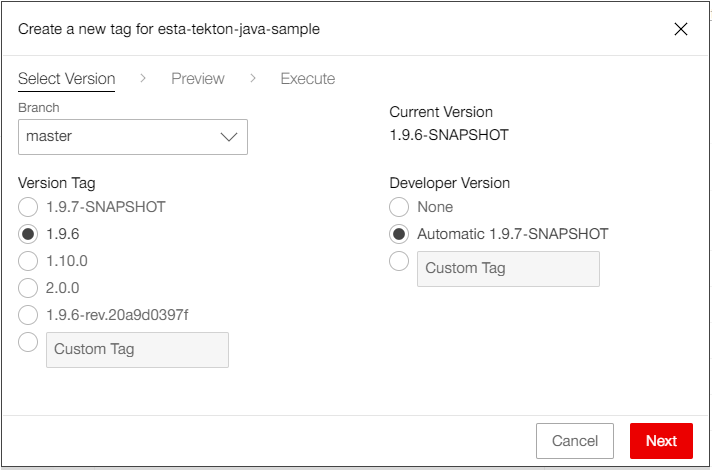 Create a new tag for esta-tekton-java-sample
Select Version > Preview > Execute
Branch
master
Current Version
1.9.6-SNAPSHOT
Version Tag
1.9.7-SNAPSHOT
1.9.6
1.10.0
2.0.0
1.9.6-rev.20a9d0397f
Custom Tag
Developer Version
None
Automatic 1.9.7-SNAPSHOT
Custom Tag
Cancel
Next